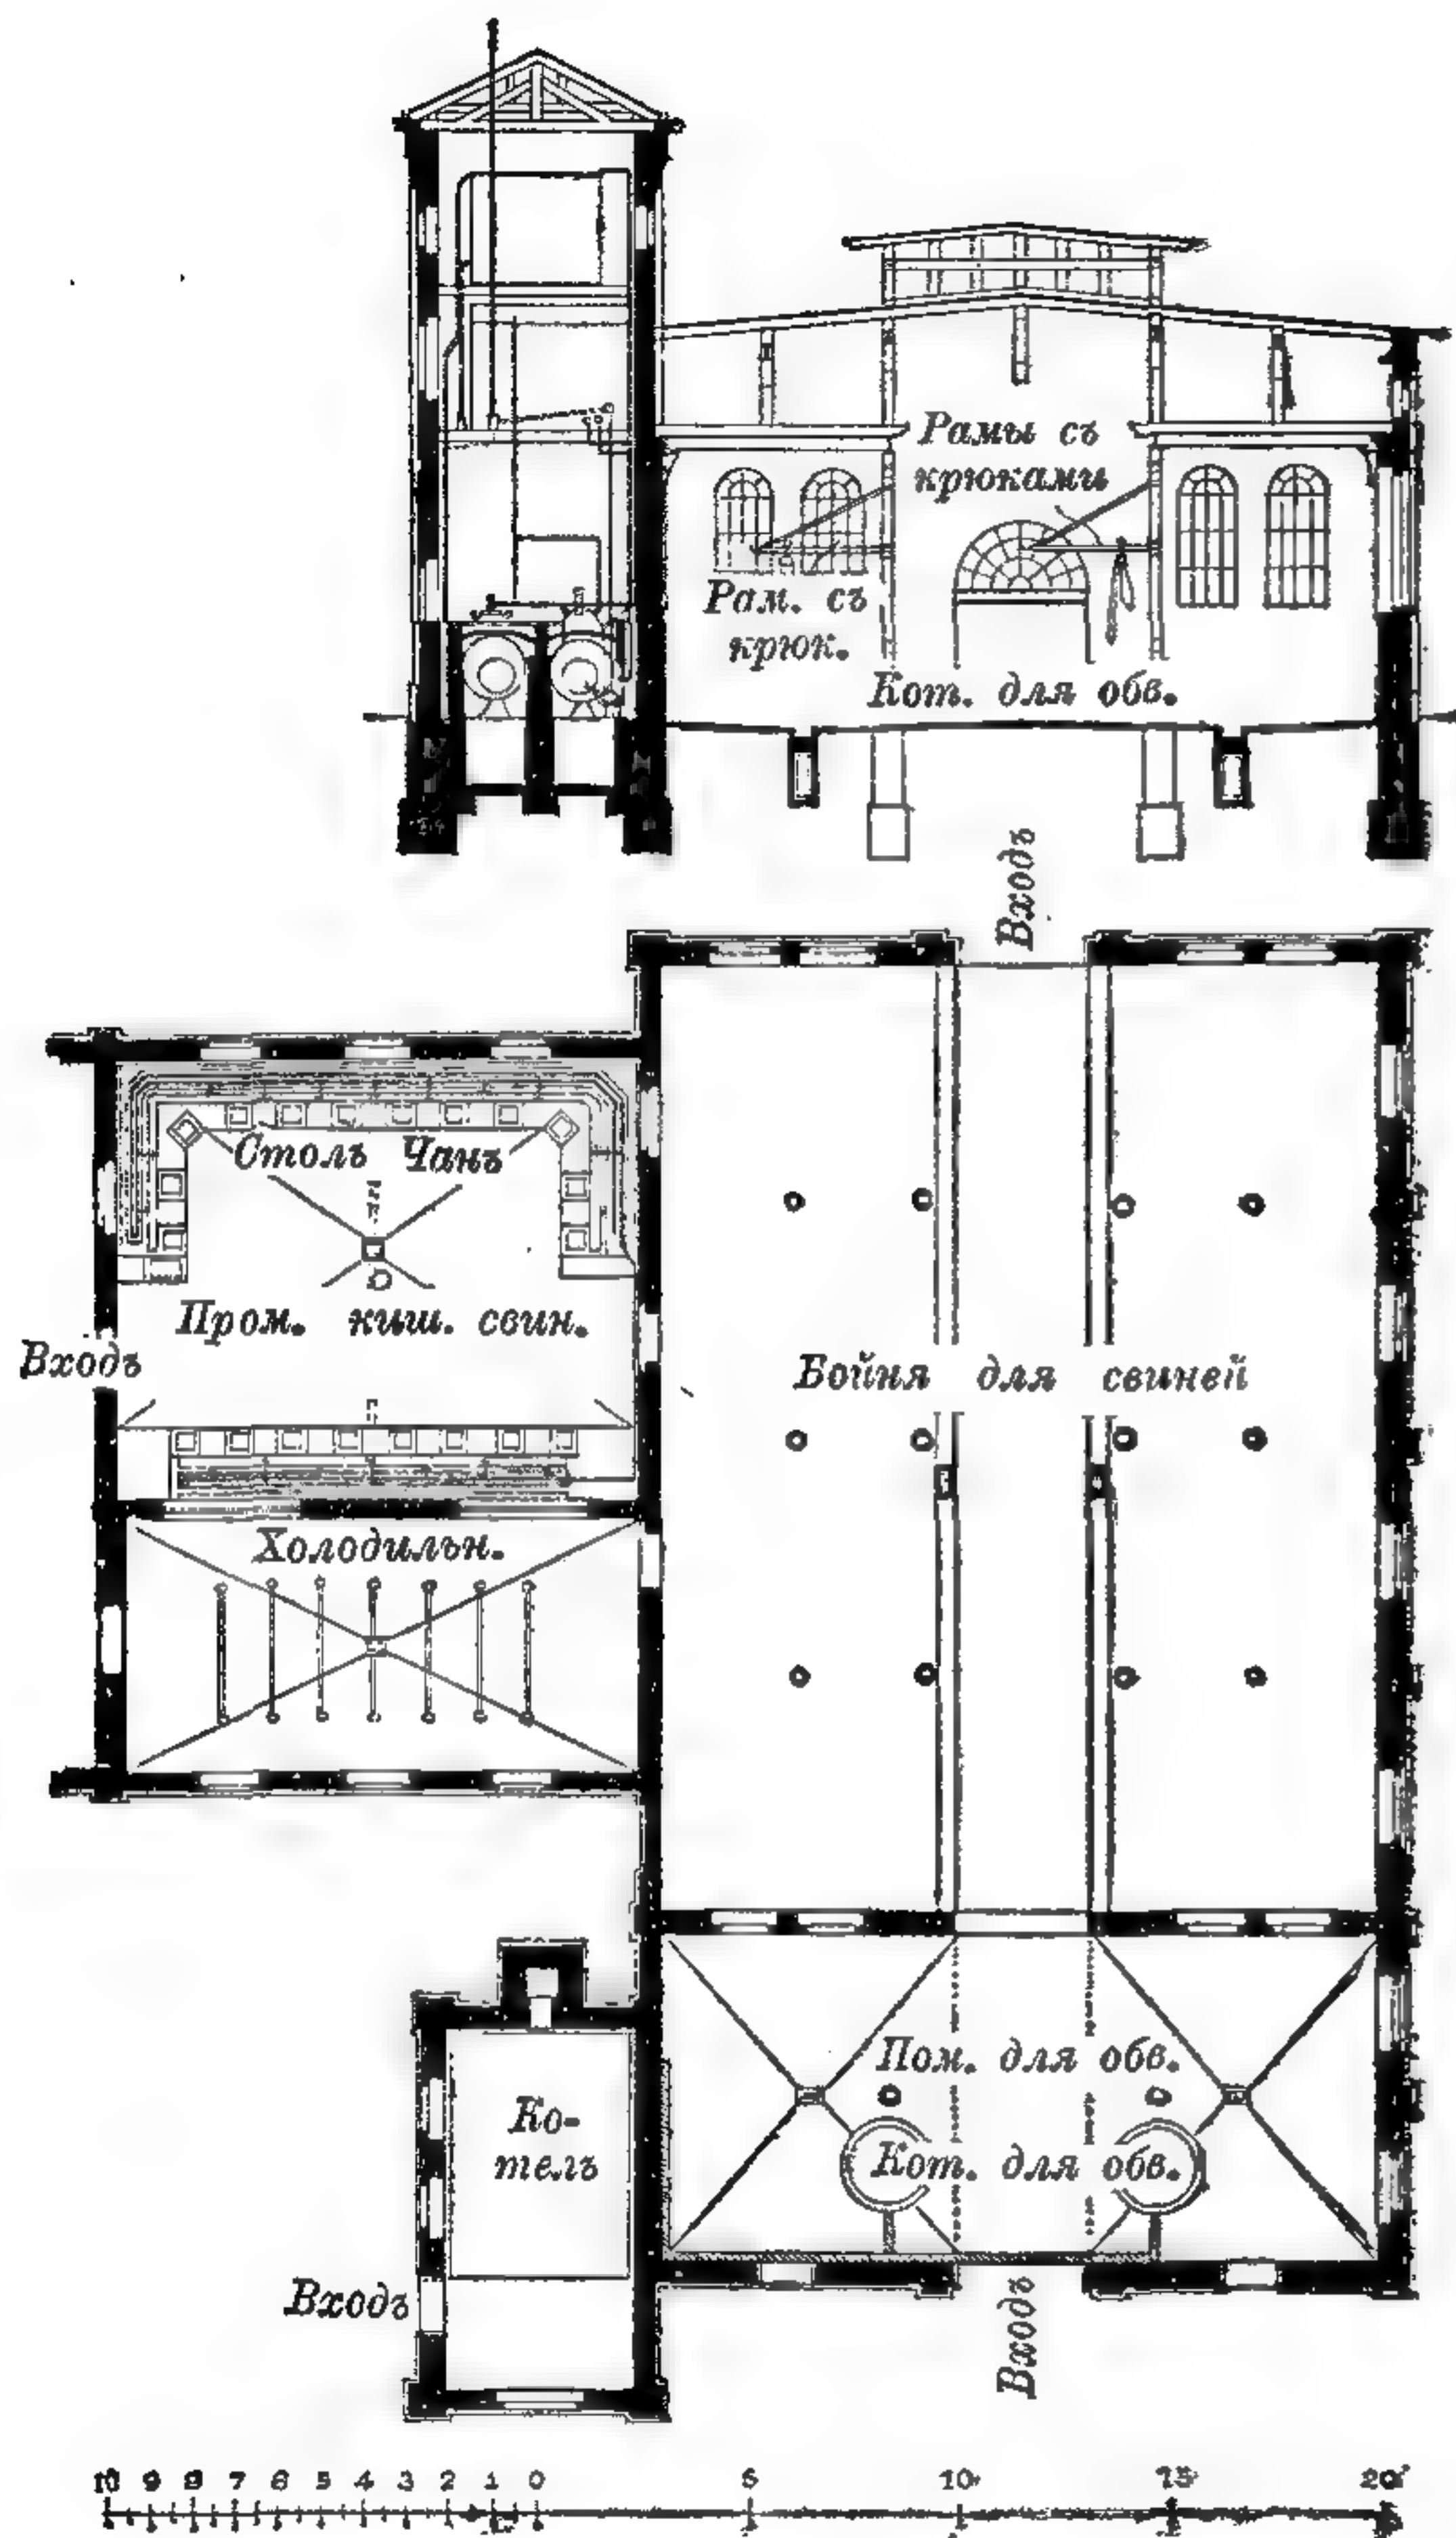 Рамы съ
крюками
Рам. съ
крюк.
Кот. для обв.
Входъ
Столъ Чанъ
Пром. киш. свин.
Входъ
Бойня для свиней
Холодильн.
Пом. для обв.
Ко-
телъ
Кот. для обв.
Входъ
Входъ
10 9 8 7 6 5 4 3 2 1 0 5 10 15 20